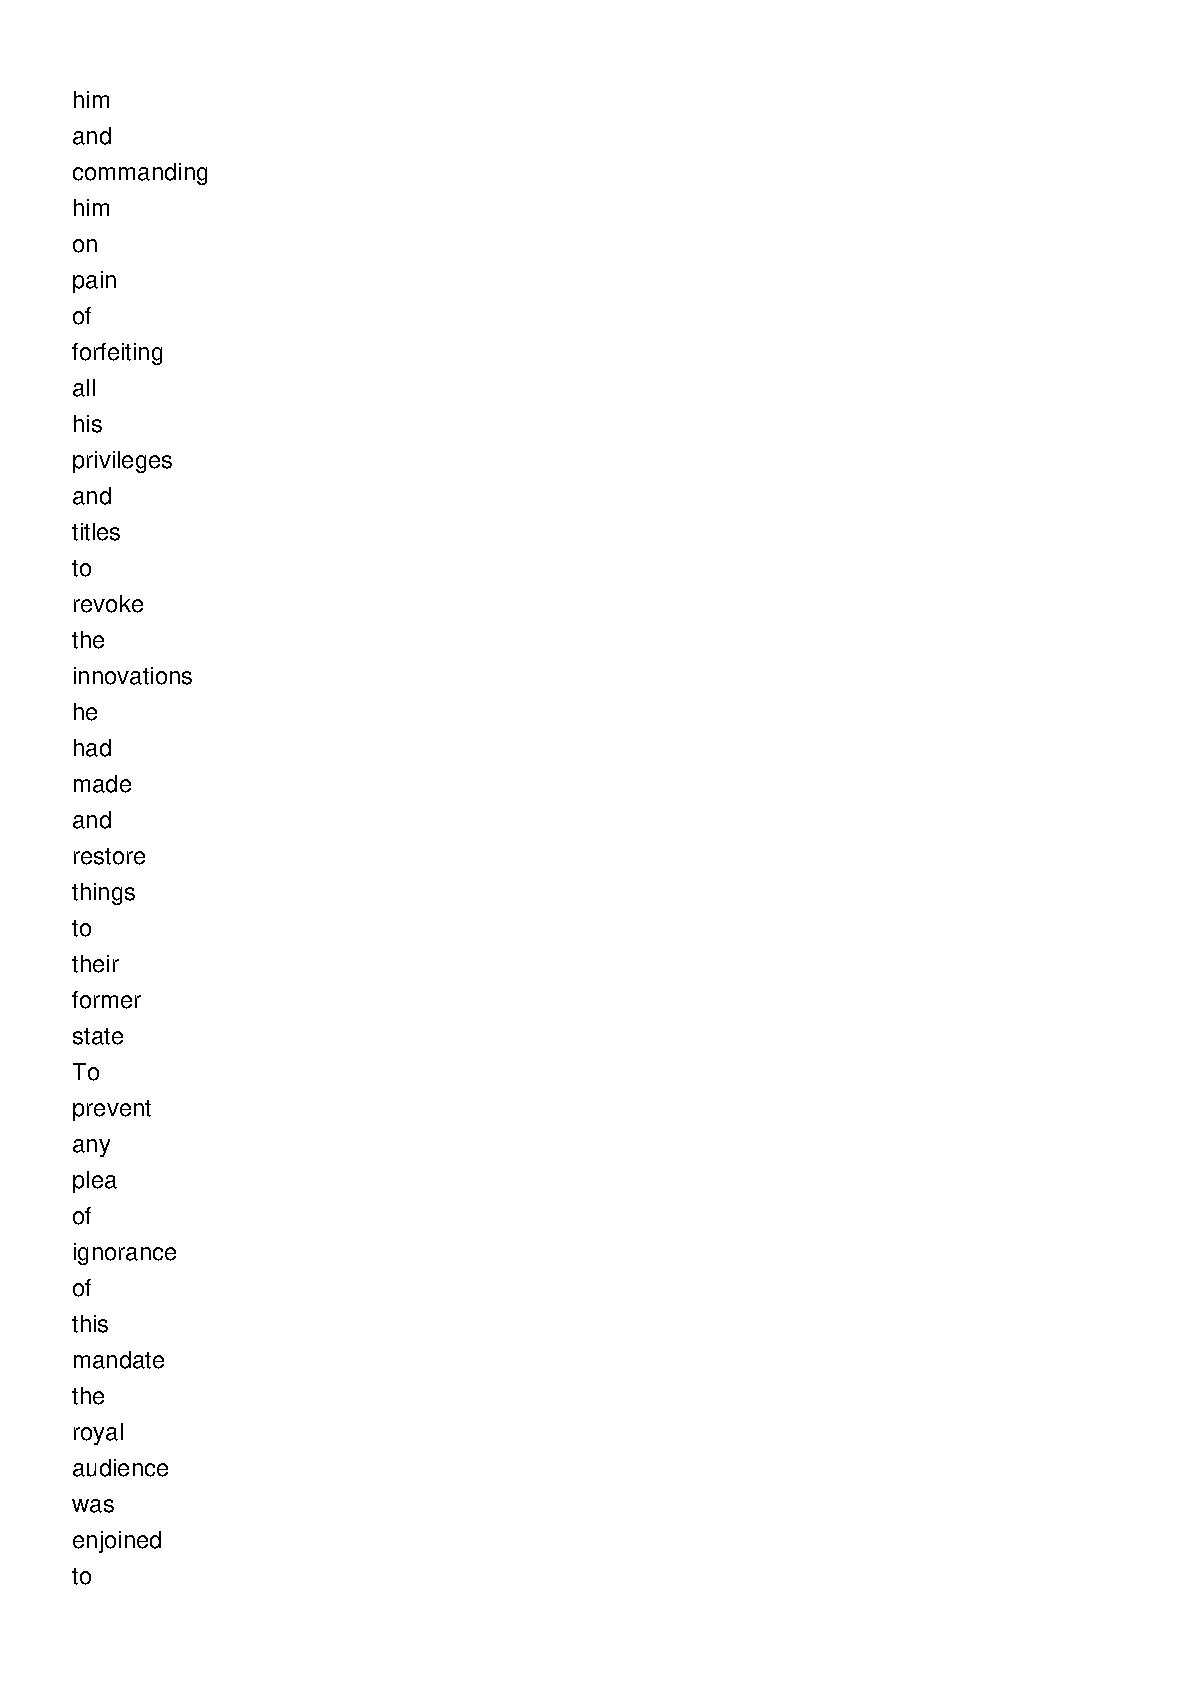 him
and
commanding
him
on
pain
of
forfeiting
all
his
privileges
and
titles
to
revoke
the
innovations
he
had
made
and
restore
things
to
their
former
state
To
prevent
any
plea
of
ignorance
of
this
mandate
the
royal
audience
was
enjoined
to